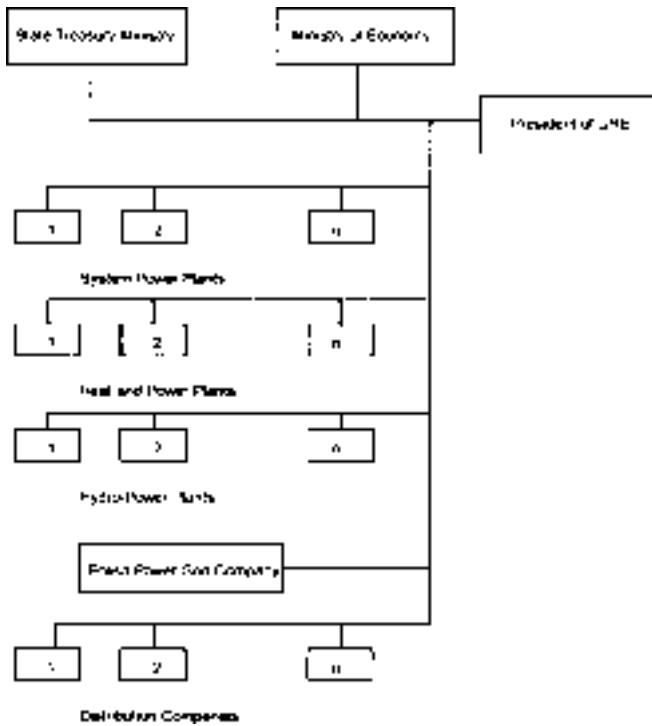 State Treasury Ministry
Ministry of Economy
President of URE
1 2 n
System Power Plants
1 2 n
Heat and Power Plants
1 2 n
Hydro-Power Plants
Polish Power Grid Company
1 2 n
Distribution Companies